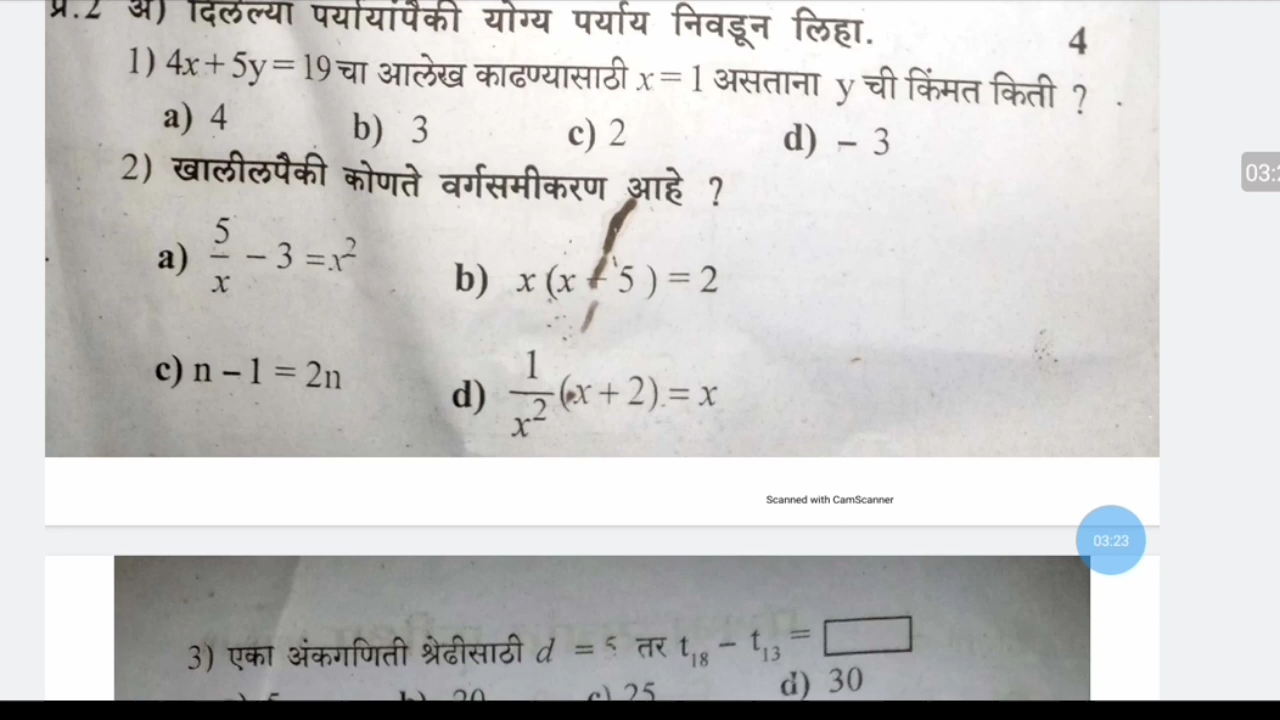 प्र.2 अ) दिलेल्या पर्यायांपैकी योग्य पर्याय निवडून लिहा. 4
1) 4x + 5y = 19 चा आलेख काढण्यासाठी x = 1 असताना y ची किंमत किती ?
a) 4 b) 3 c) 2 d) – 3
2) खालीलपैकी कोणते वर्गसमीकरण आहे ?
a) 5/x – 3 = x² b) x (x + 5 ) = 2
c) n – 1 = 2n d) 1/x² (x + 2) = x
Scanned with CamScanner
03:23
3) एका अंकगणिती श्रेढीसाठी d = 5 तर t₁₈ – t₁₃ =
b) 20 c) 25 d) 30